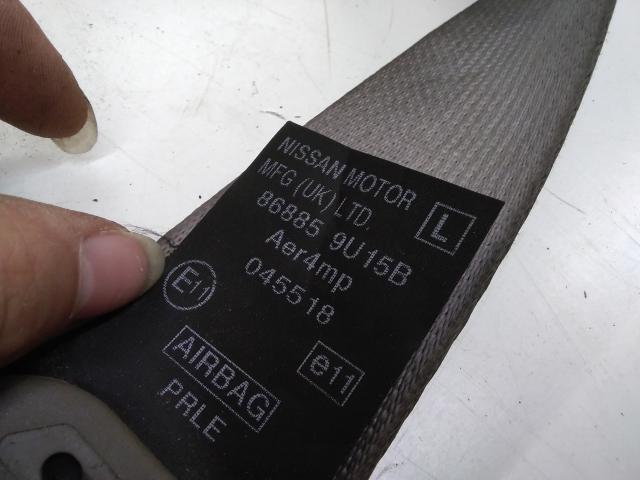 NISSAN MOTOR
MFG (UK) LTD.
86885 9U15B
L
Aer4mp
045518
E11
AIRBAG
e11
PRLE